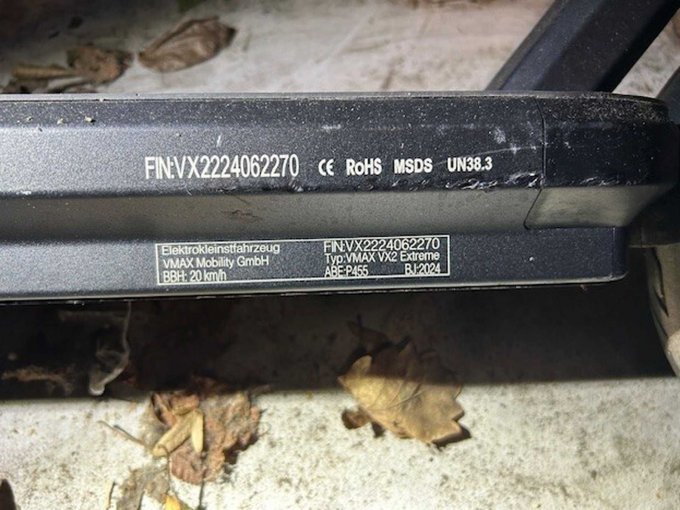 FIN:VX2224062270 CE RoHS MSDS UN38.3
Elektrokleinstfahrzeug FIN:VX2224062270
VMAX Mobility GmbH Typ:VMAX VX2 Extreme
BBH: 20 km/h ABE:P455 BJ:2024